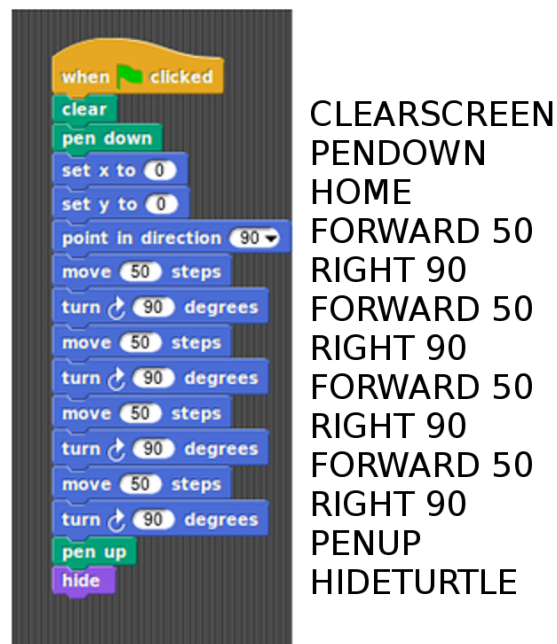 when clicked
clear
pen down
set x to 0
set y to 0
point in direction 90
move 50 steps
turn 90 degrees
move 50 steps
turn 90 degrees
move 50 steps
turn 90 degrees
move 50 steps
turn 90 degrees
pen up
hide
CLEARSCREEN
PENDOWN
HOME
FORWARD 50
RIGHT 90
FORWARD 50
RIGHT 90
FORWARD 50
RIGHT 90
FORWARD 50
RIGHT 90
PENUP
HIDETURTLE